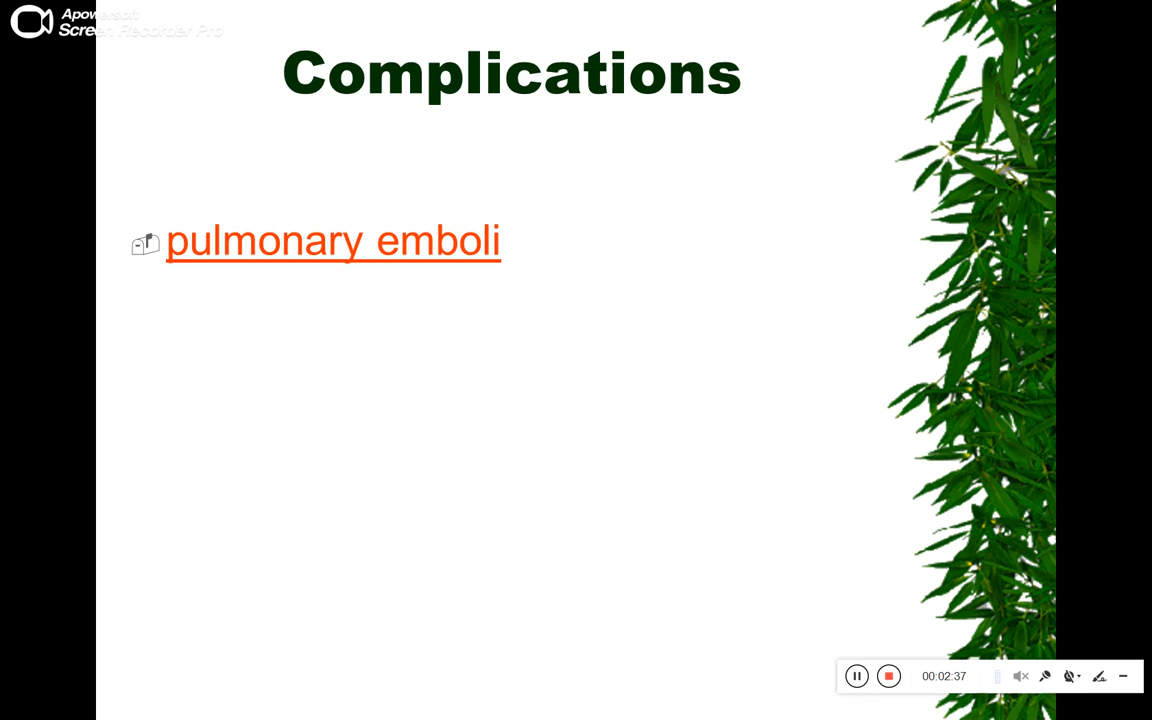 Apowersoft
Screen Recorder Pro
Complications
pulmonary emboli
00:02:37